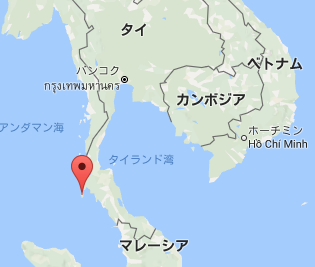 タイ
ベトナム
バンコク
กรุงเทพมหานคร
カンボジア
アンダマン海
ホーチミン
Hồ Chí Minh
タイランド湾
マレーシア